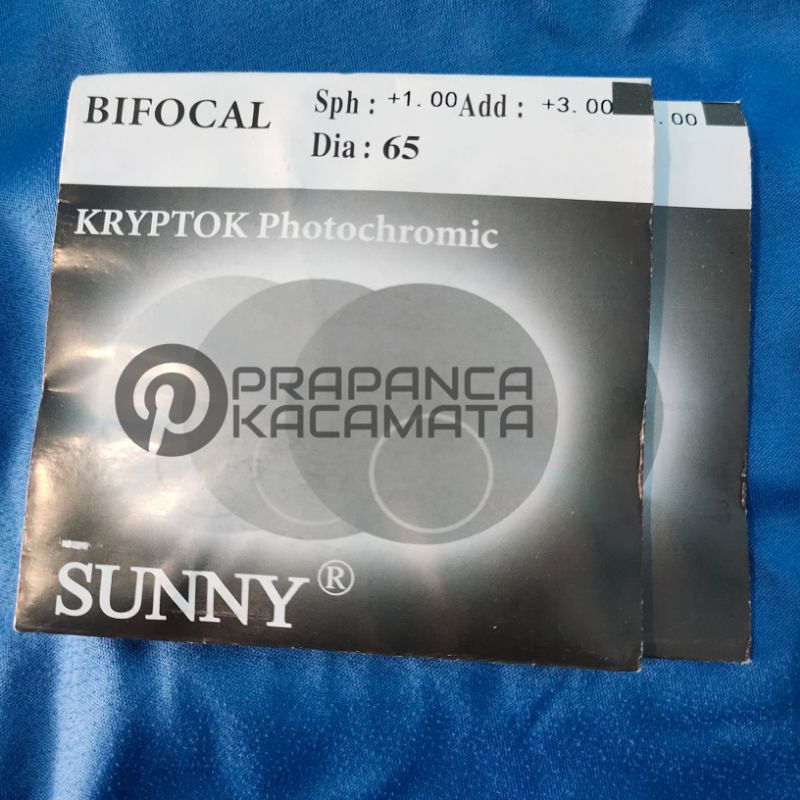 BIFOCAL
Sph : +1.00 Add : +3.00
Dia : 65
.00
KRYPTOK Photochromic
PRAPANCA
KACAMATA
SUNNY®